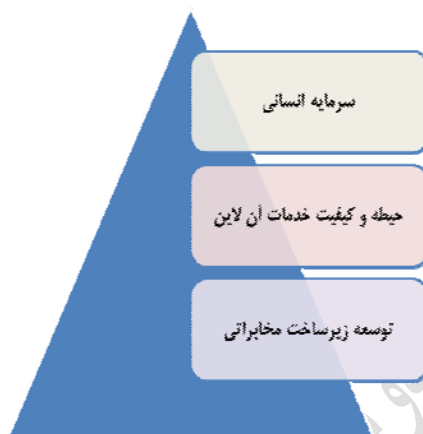 سرمایه انسانی
حیطه و کیفیت خدمات آن لاین
توسعه زیرساخت مخابراتی